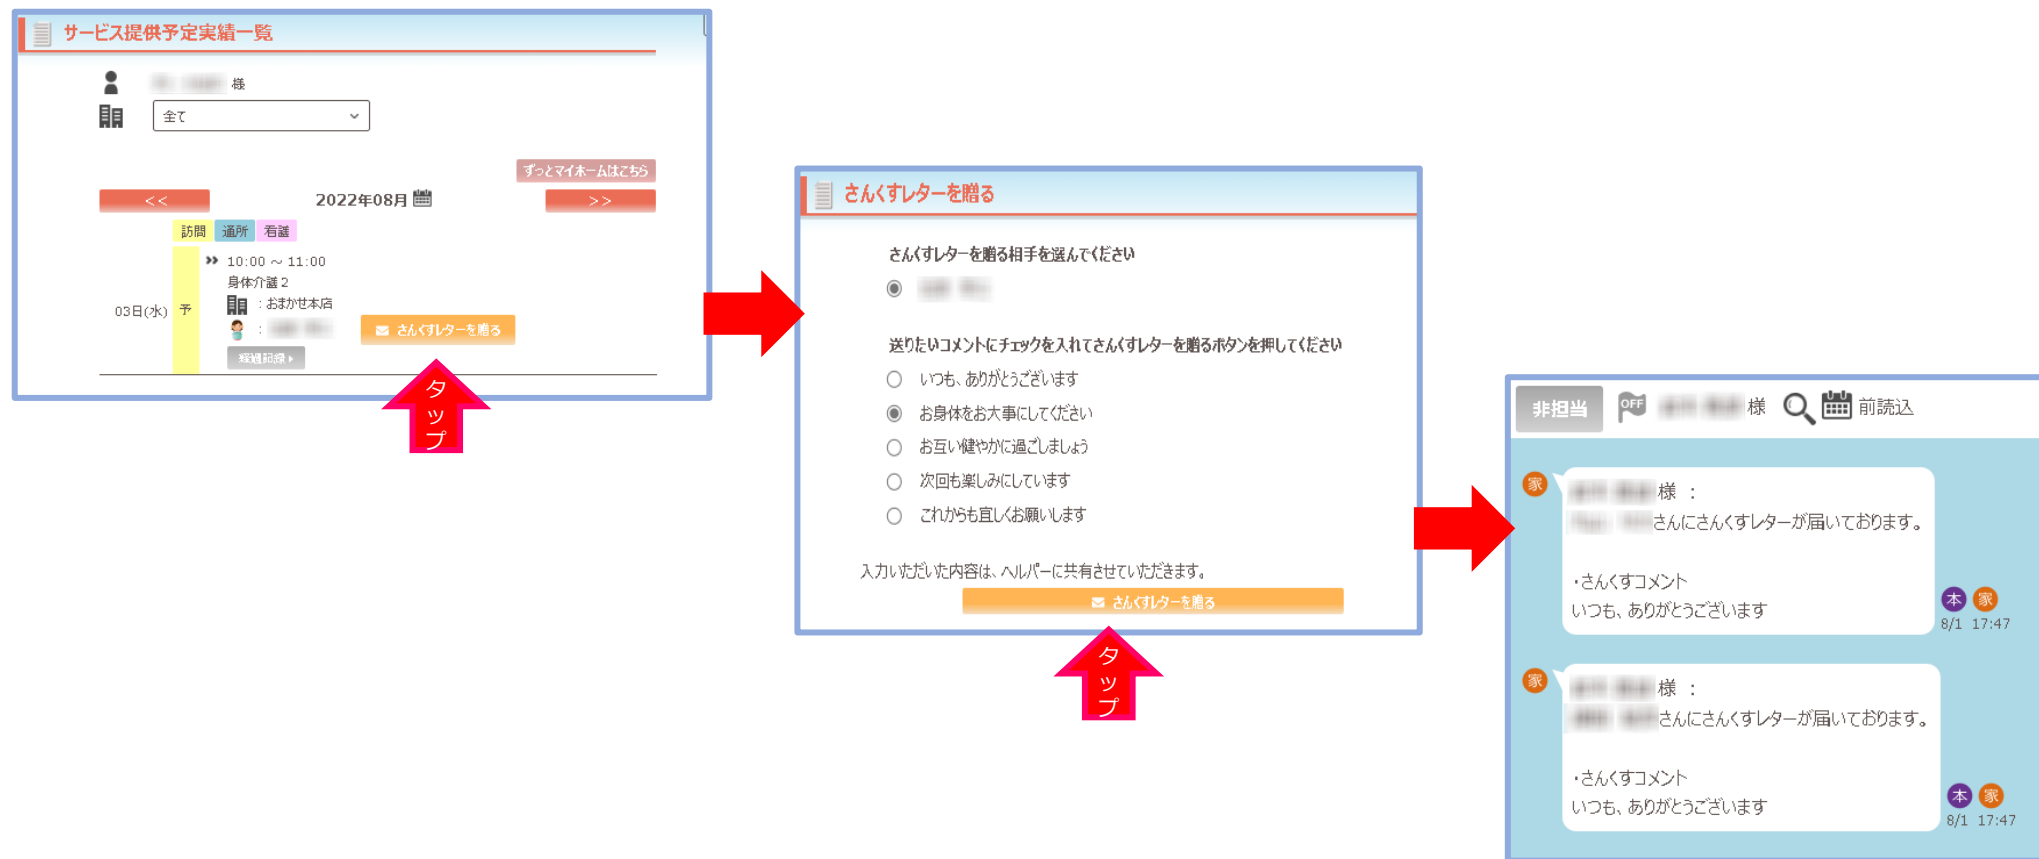 サービス提供予定実績一覧
様
全て
ずっとマイホームはこちら
<< 2022年08月 >>
訪問 通所 看護
10:00 ～ 11:00
身体介護2
03日(水) 予 ：おまかせ本店
：
さんくすレターを贈る
経過記録
タップ
さんくすレターを贈る
さんくすレターを贈る相手を選んでください
送りたいコメントにチェックを入れてさんくすレターを贈るボタンを押してください
いつも、ありがとうございます
お身体をお大事にしてください
お互い健やかに過ごしましょう
次回も楽しみにしています
これからも宜しくお願いします
入力いただいた内容は、ヘルパーに共有させていただきます。
さんくすレターを贈る
タップ
非担当 OFF 様 前読込
家 様 ：
さんにさんくすレターが届いております。
・さんくすコメント
いつも、ありがとうございます
本 家
8/1 17:47
家 様 ：
さんにさんくすレターが届いております。
・さんくすコメント
いつも、ありがとうございます
本 家
8/1 17:47